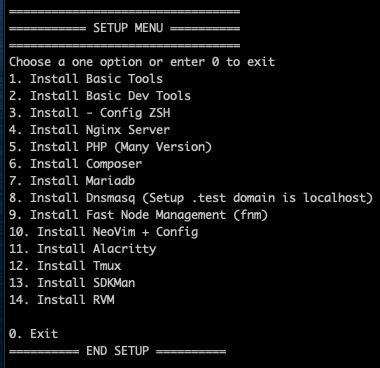 =================================
=========== SETUP MENU ==========
=================================
Choose a one option or enter 0 to exit
1. Install Basic Tools
2. Install Basic Dev Tools
3. Install - Config ZSH
4. Install Nginx Server
5. Install PHP (Many Version)
6. Install Composer
7. Install Mariadb
8. Install Dnsmasq (Setup .test domain is localhost)
9. Install Fast Node Management (fnm)
10. Install NeoVim + Config
11. Install Alacritty
12. Install Tmux
13. Install SDKMan
14. Install RVM
0. Exit
========== END SETUP ==========